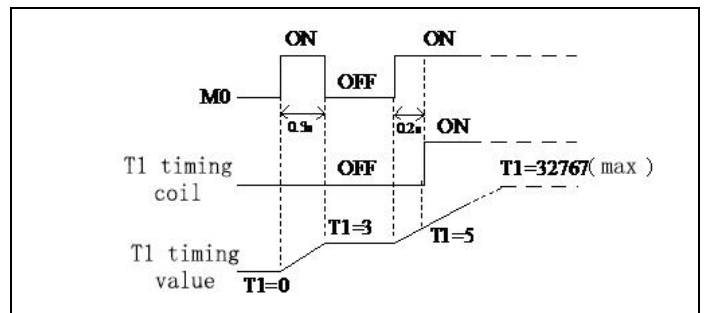 ON ON
M0 OFF
0.3s 0.2s ON
T1 timing coil OFF T1=32767(max)
T1=3
T1=5
T1 timing value T1=0